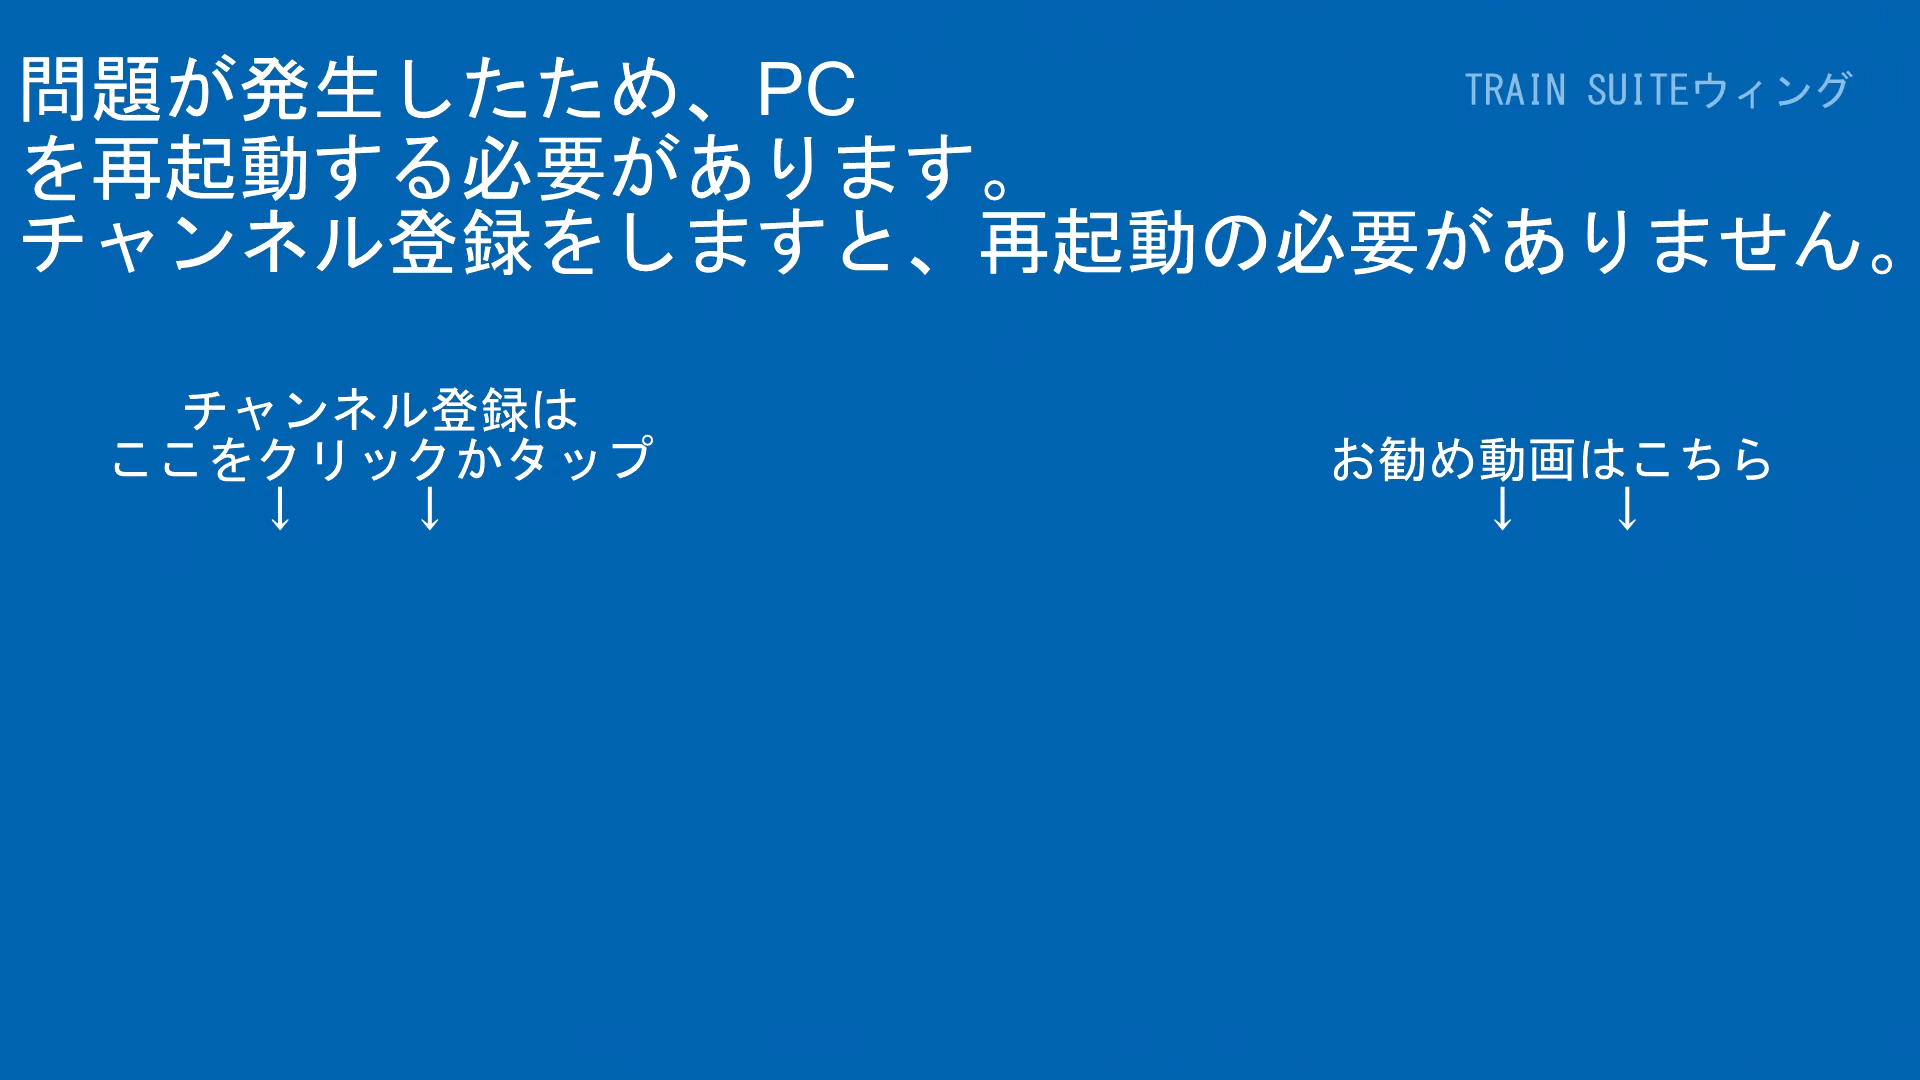 問題が発生したため、PC
TRAIN SUITEウィング
を再起動する必要があります。
チャンネル登録をしますと、再起動の必要がありません。
チャンネル登録は
ここをクリックかタップ
↓ ↓
お勧め動画はこちら
↓ ↓